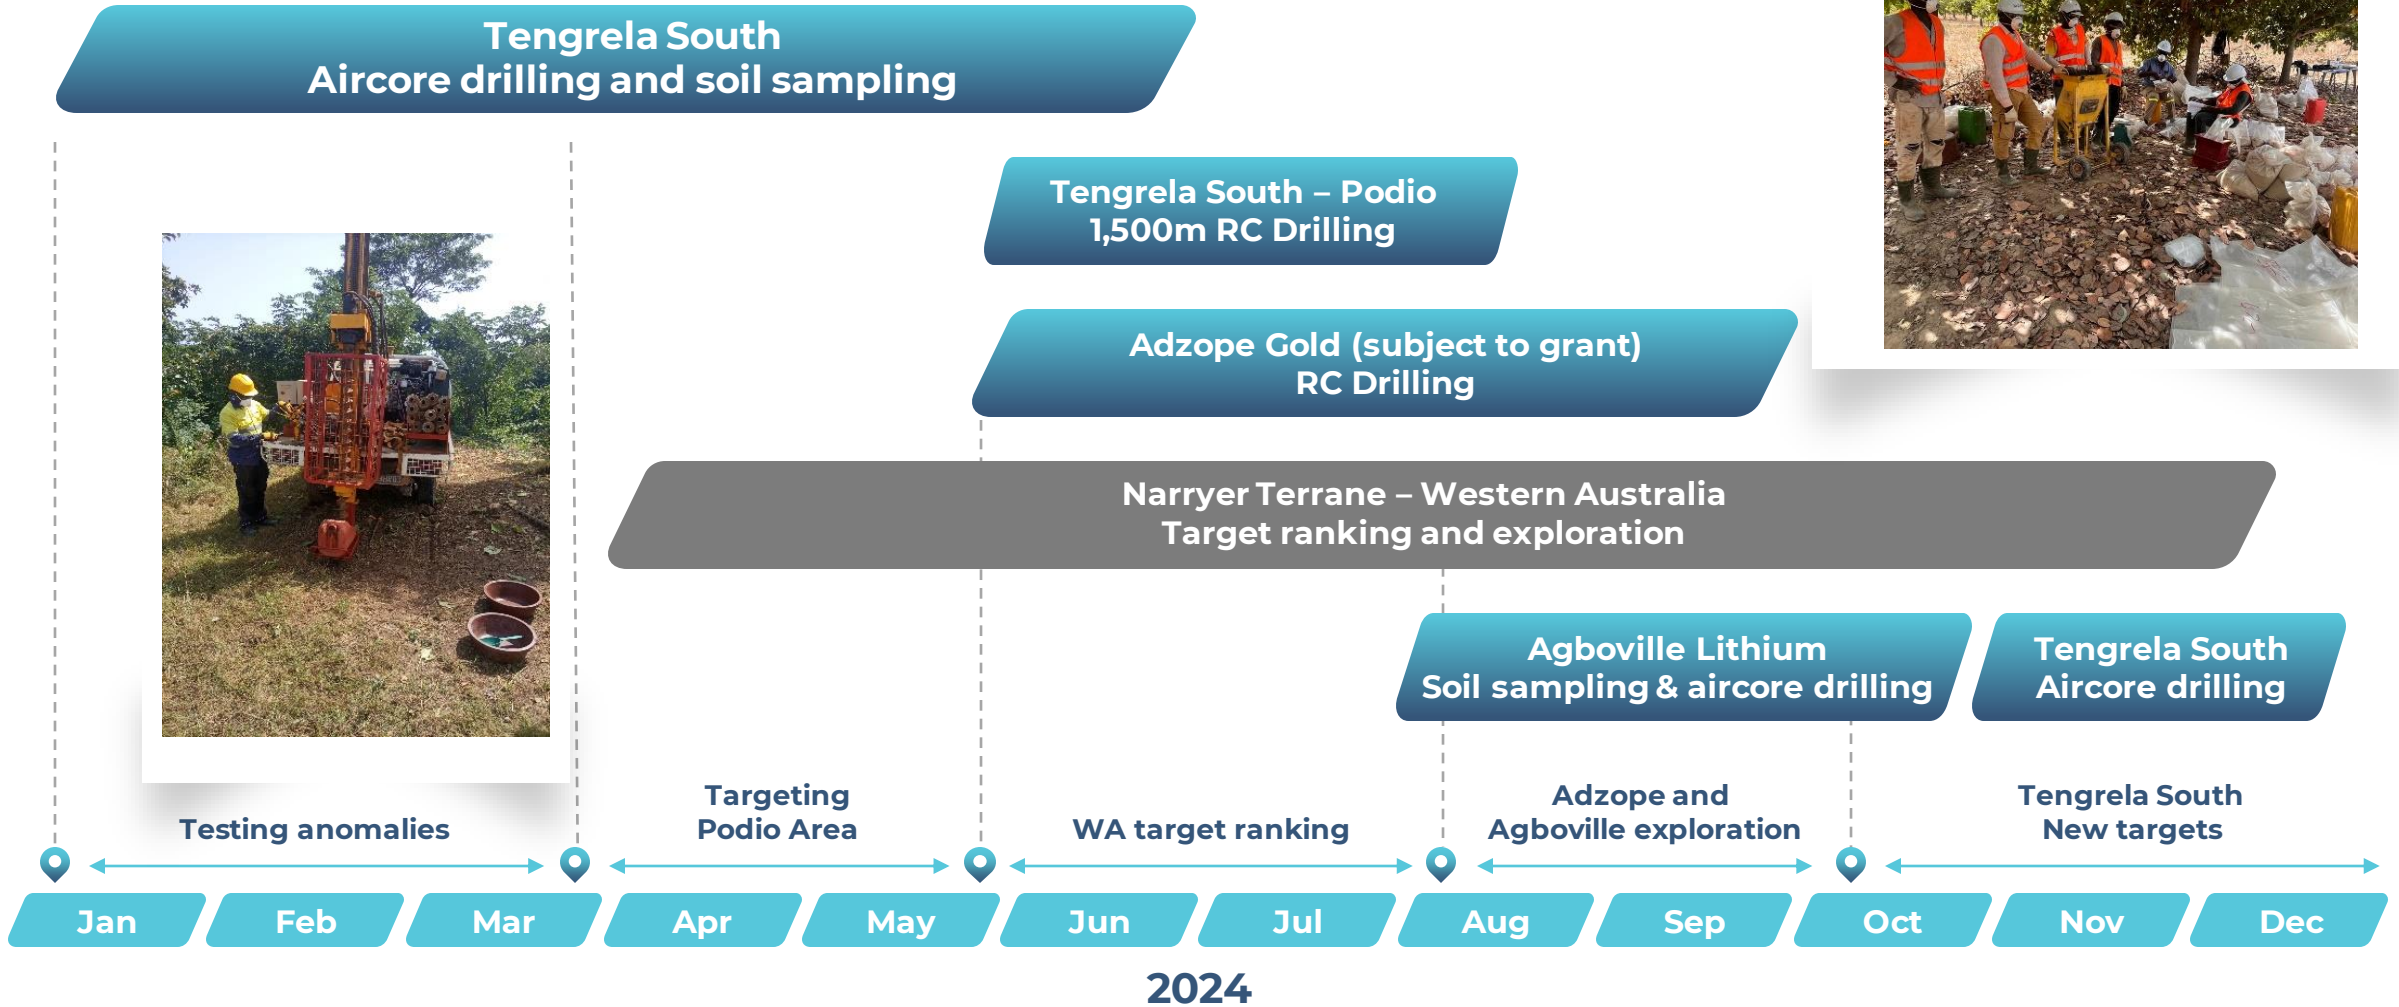 Tengrela South
Aircore drilling and soil sampling
Tengrela South – Podio
1,500m RC Drilling
Adzope Gold (subject to grant)
RC Drilling
Narryer Terrane – Western Australia
Target ranking and exploration
Agboville Lithium
Soil sampling & aircore drilling
Tengrela South
Aircore drilling
Testing anomalies
Targeting
Podio Area
WA target ranking
Adzope and
Agboville exploration
Tengrela South
New targets
Jan
Feb
Mar
Apr
May
Jun
Jul
Aug
Sep
Oct
Nov
Dec
2024